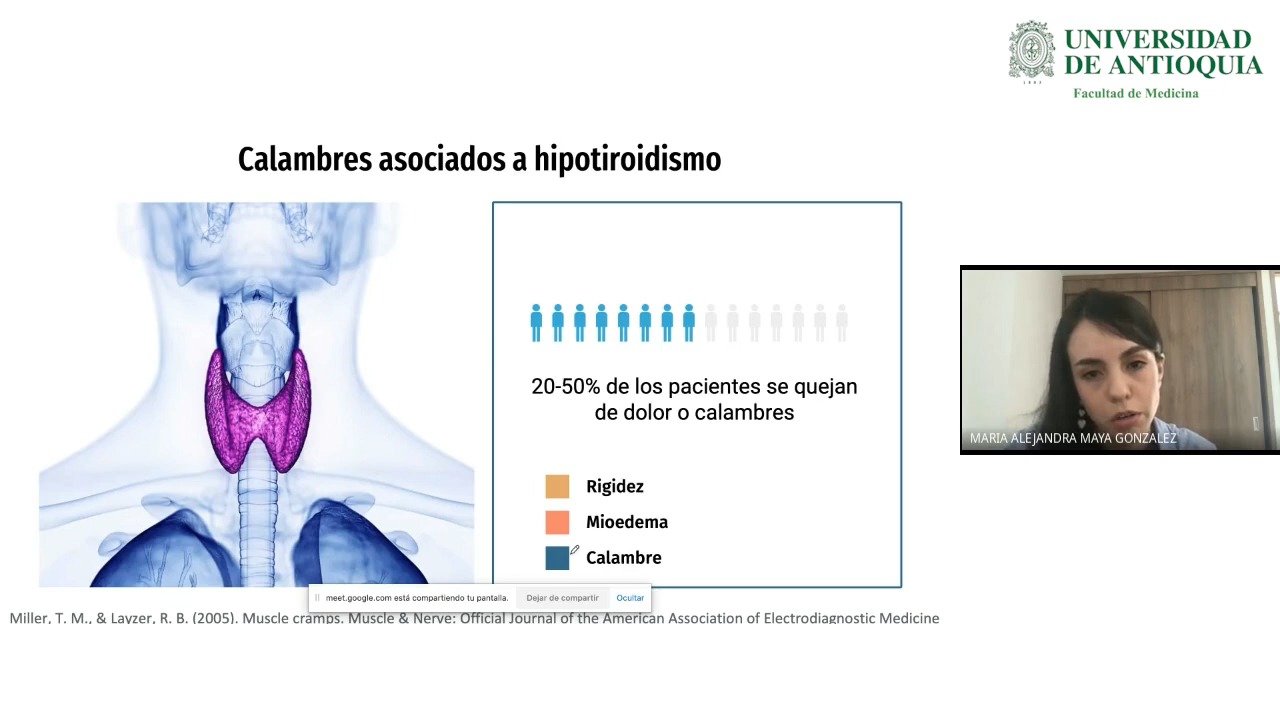 UNIVERSIDAD
DE ANTIOQUIA
1803
Facultad de Medicina
Calambres asociados a hipotiroidismo
20-50% de los pacientes se quejan
de dolor o calambres
Rigidez
Mioedema
Calambre
MARIA ALEJANDRA MAYA GONZALEZ
meet.google.com está compartiendo tu pantalla. Dejar de compartir Ocultar
Miller, T. M., & Layzer, R. B. (2005). Muscle cramps. Muscle & Nerve: Official Journal of the American Association of Electrodiagnostic Medicine